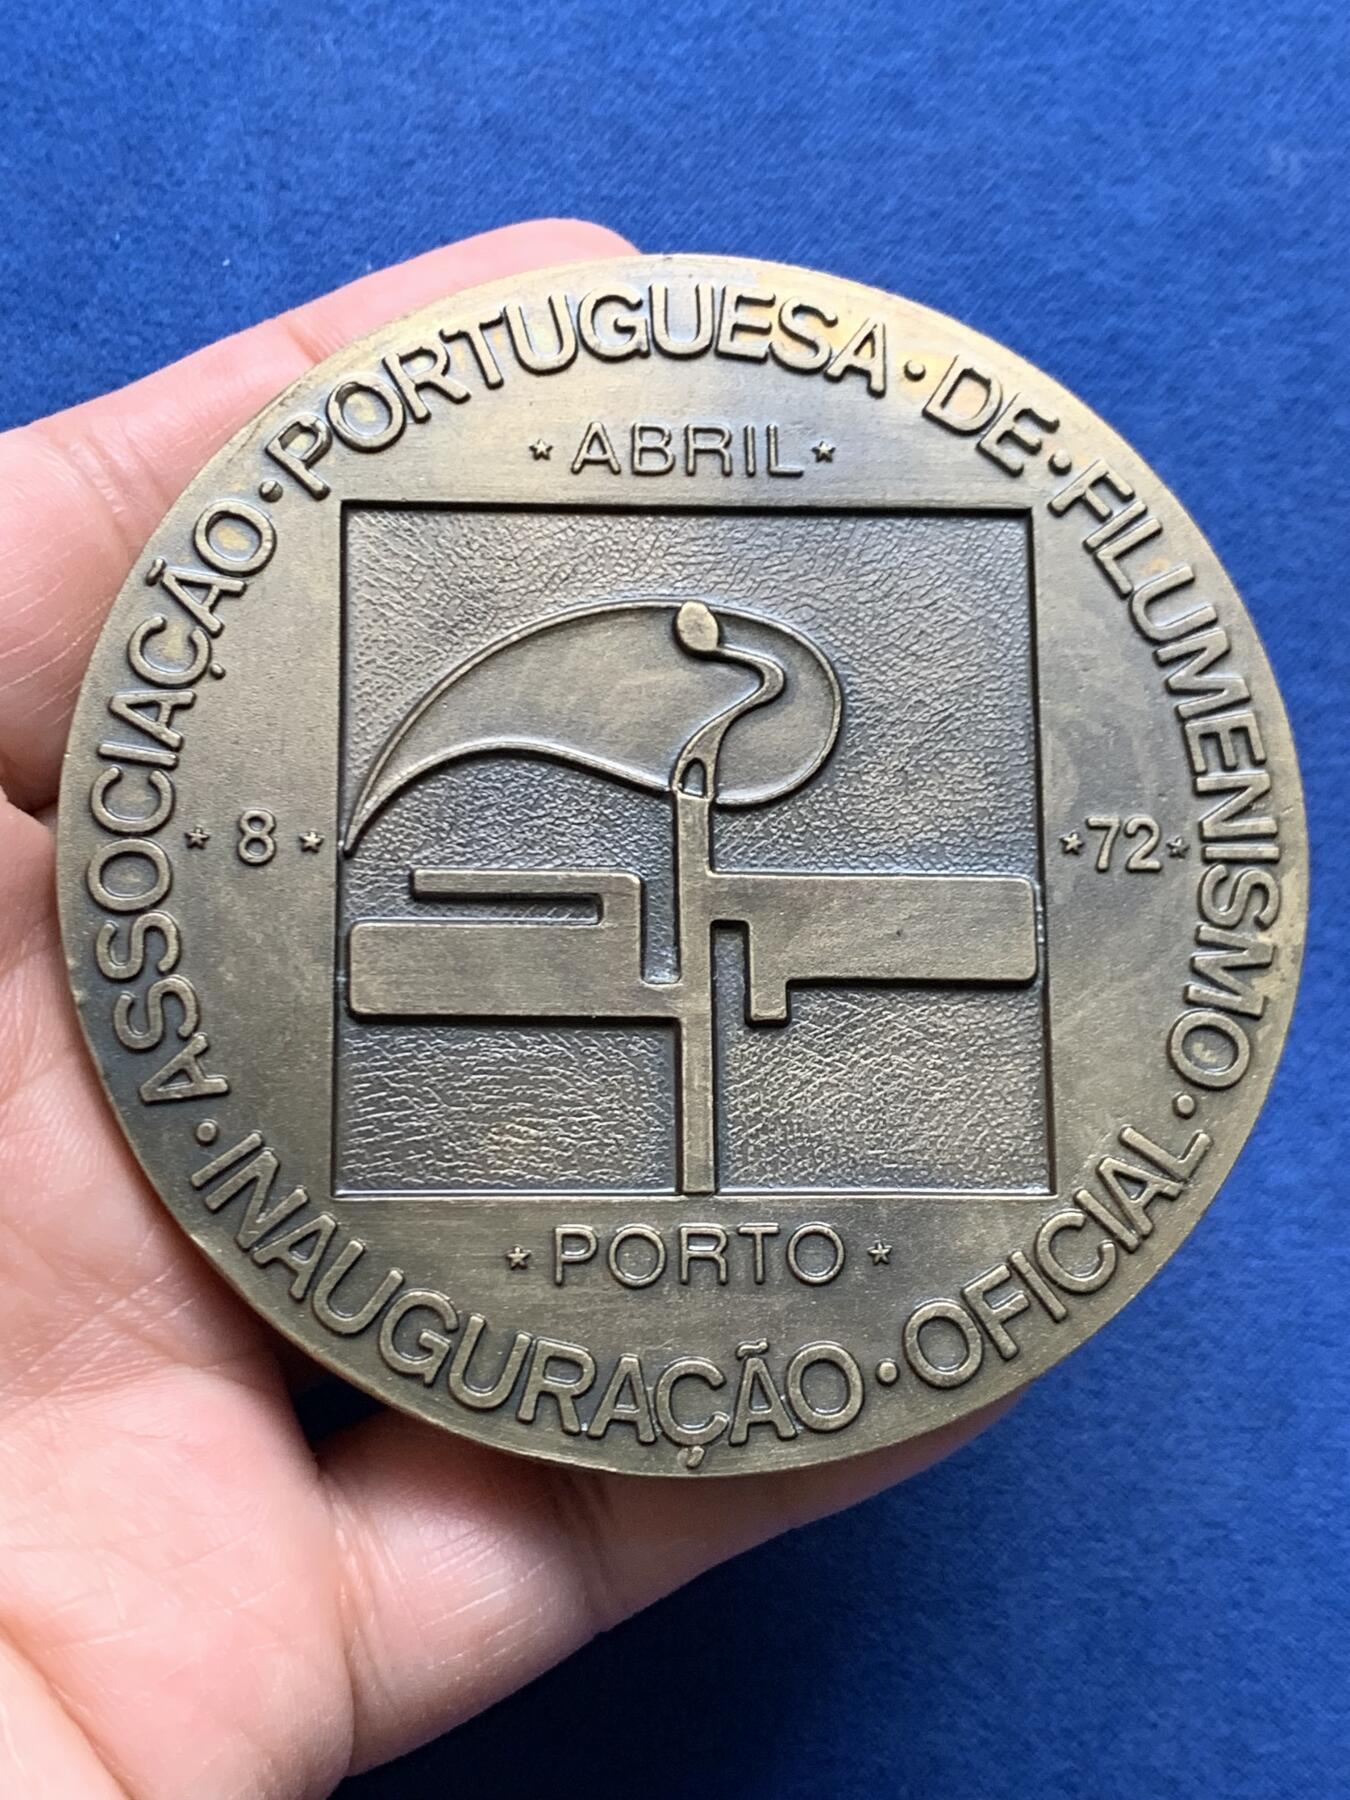 ASSOCIAÇÃO · PORTUGUESA · DE · FILUMENISMO ·
ABRIL
8
72
PORTO
INAUGURAÇÃO · OFICIAL